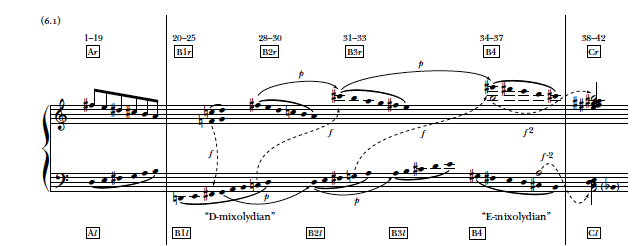 (6.1)
1–19 20–25 28–30 31–33 34–37 38–42
Ar B1r B2r B3r B4 Cr
p p
f f f f-2
f-2
p p
(♭)
"D-mixolydian" "E-mixolydian"
Al B1l B2l B3l B4 Cl